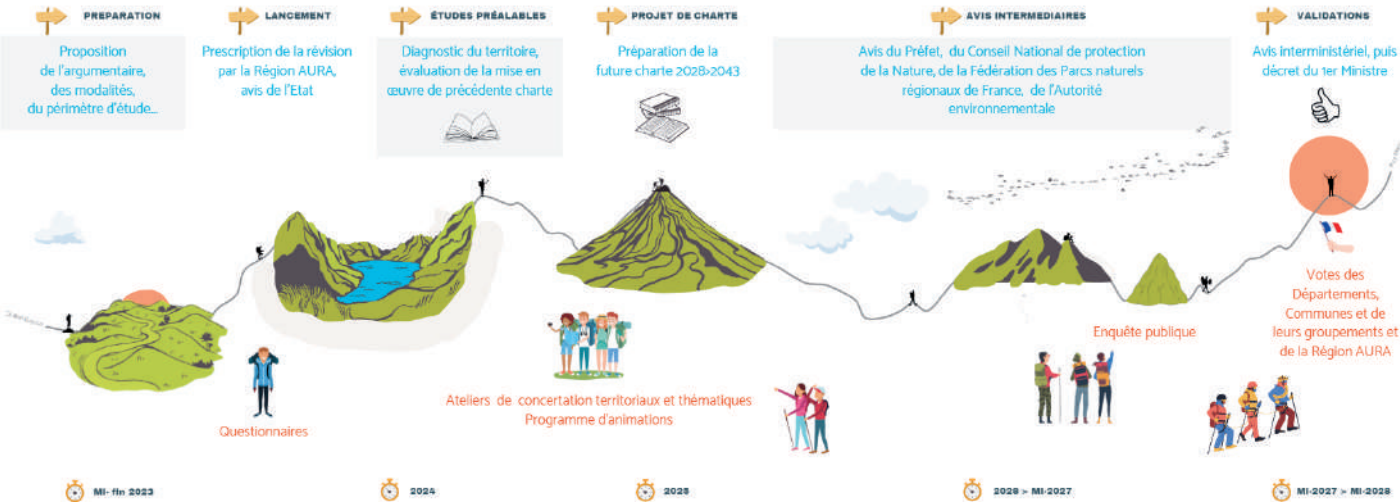 PREPARATION
Proposition
de l'argumentaire,
des modalités,
du périmètre d'étude...
LANCEMENT
Prescription de la révision
par la Région AURA,
avis de l'Etat
ÉTUDES PRÉALABLES
Diagnostic du territoire,
évaluation de la mise en
œuvre de précédente charte
PROJET DE CHARTE
Préparation de la
future charte 2028>2043
AVIS INTERMEDIAIRES
Avis du Préfet, du Conseil National de protection
de la Nature, de la Fédération des Parcs naturels
régionaux de France, de l'Autorité
environnementale
VALIDATIONS
Avis interministériel, puis
décret du 1er Ministre
Questionnaires
Ateliers de concertation territoriaux et thématiques
Programme d'animations
Enquête publique
Votes des
Départements,
Communes et de
leurs groupements et
de la Région AURA
MI- fin 2023
2024
2025
2026 > MI-2027
MI-2027 > MI-2028